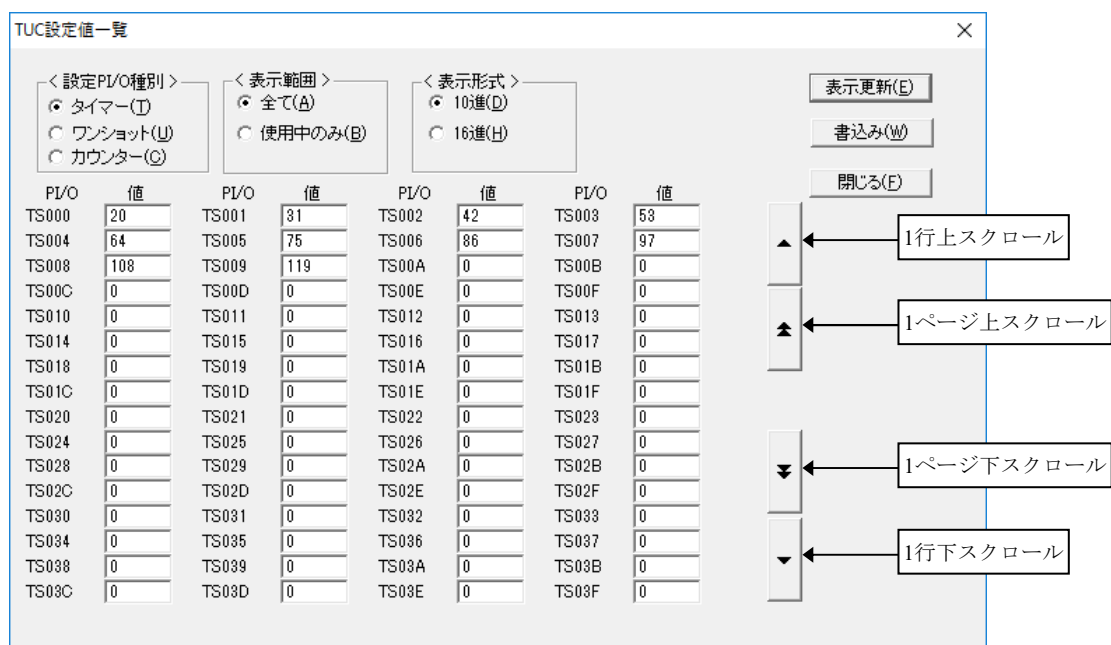 TUC設定値一覧
<設定PI/O種別> <表示範囲> <表示形式> 表示更新(E)
タイマー(T) 全て(A) 10進(D)
ワンショット(U) 使用中のみ(B) 16進(H) 書込み(W)
カウンター(C)
閉じる(F)
PI/O 値 PI/O 値 PI/O 値 PI/O 値
TS000 20 TS001 31 TS002 42 TS003 53
1行上スクロール
TS004 64 TS005 75 TS006 86 TS007 97
TS008 108 TS009 119 TS00A 0 TS00B 0
TS00C 0 TS00D 0 TS00E 0 TS00F 0
TS010 0 TS011 0 TS012 0 TS013 0
1ページ上スクロール
TS014 0 TS015 0 TS016 0 TS017 0
TS018 0 TS019 0 TS01A 0 TS01B 0
TS01C 0 TS01D 0 TS01E 0 TS01F 0
TS020 0 TS021 0 TS022 0 TS023 0
TS024 0 TS025 0 TS026 0 TS027 0
TS028 0 TS029 0 TS02A 0 TS02B 0
1ページ下スクロール
TS02C 0 TS02D 0 TS02E 0 TS02F 0
TS030 0 TS031 0 TS032 0 TS033 0
TS034 0 TS035 0 TS036 0 TS037 0
1行下スクロール
TS038 0 TS039 0 TS03A 0 TS03B 0
TS03C 0 TS03D 0 TS03E 0 TS03F 0